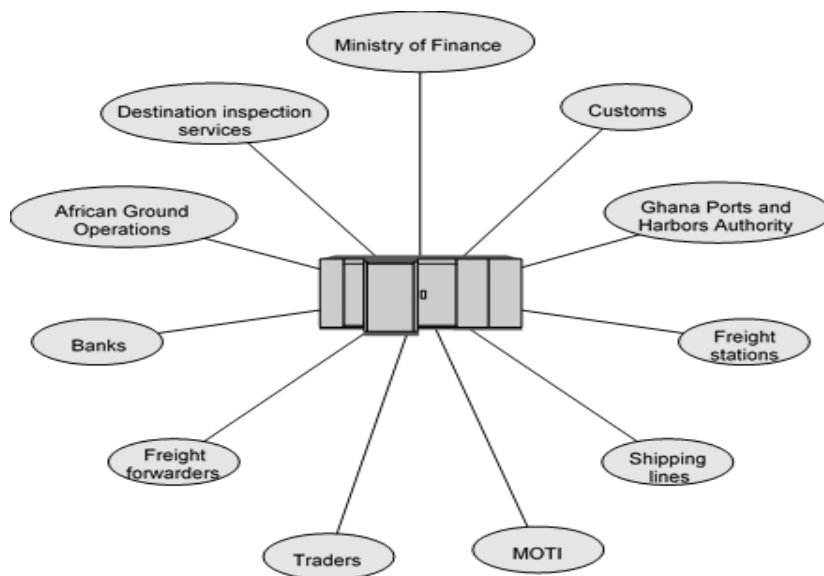 Ministry of Finance
Destination inspection
services
Customs
African Ground
Operations
Ghana Ports and
Harbors Authority
Banks
Freight
stations
Freight
forwarders
Shipping
lines
Traders
MOTI